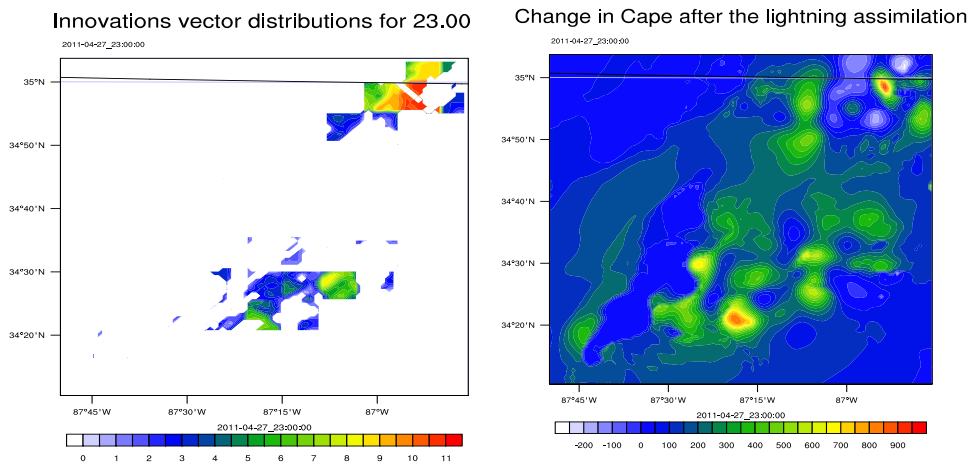 Innovations vector distributions for 23.00
2011-04-27_23:00:00
35°N
34°50'N
34°40'N
34°30'N
34°20'N
87°45'W 87°30'W 87°15'W 87°W
2011-04-27_23:00:00
0 1 2 3 4 5 6 7 8 9 10 11
Change in Cape after the lightning assimilation
2011-04-27_23:00:00
35°N
34°50'N
34°40'N
34°30'N
34°20'N
87°45'W 87°30'W 87°15'W 87°W
2011-04-27_23:00:00
-200 -100 0 100 200 300 400 500 600 700 800 900